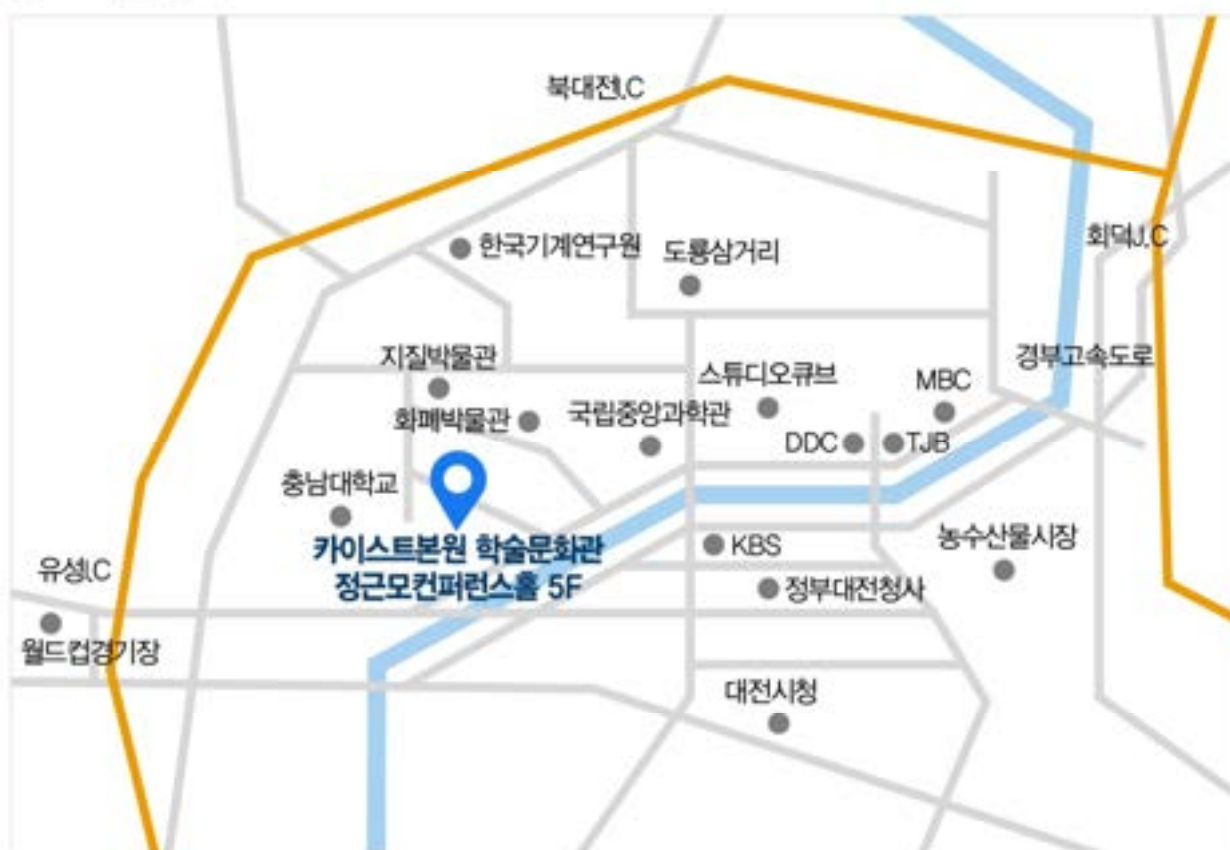 북대전I.C
회덕J.C
한국기계연구원
도룡삼거리
지질박물관
스튜디오큐브
경부고속도로
MBC
화폐박물관
국립중앙과학관
DDC
TJB
충남대학교
카이스트본원 학술문화관
정근모컨퍼런스홀 5F
KBS
농수산물시장
유성I.C
정부대전청사
월드컵경기장
대전시청